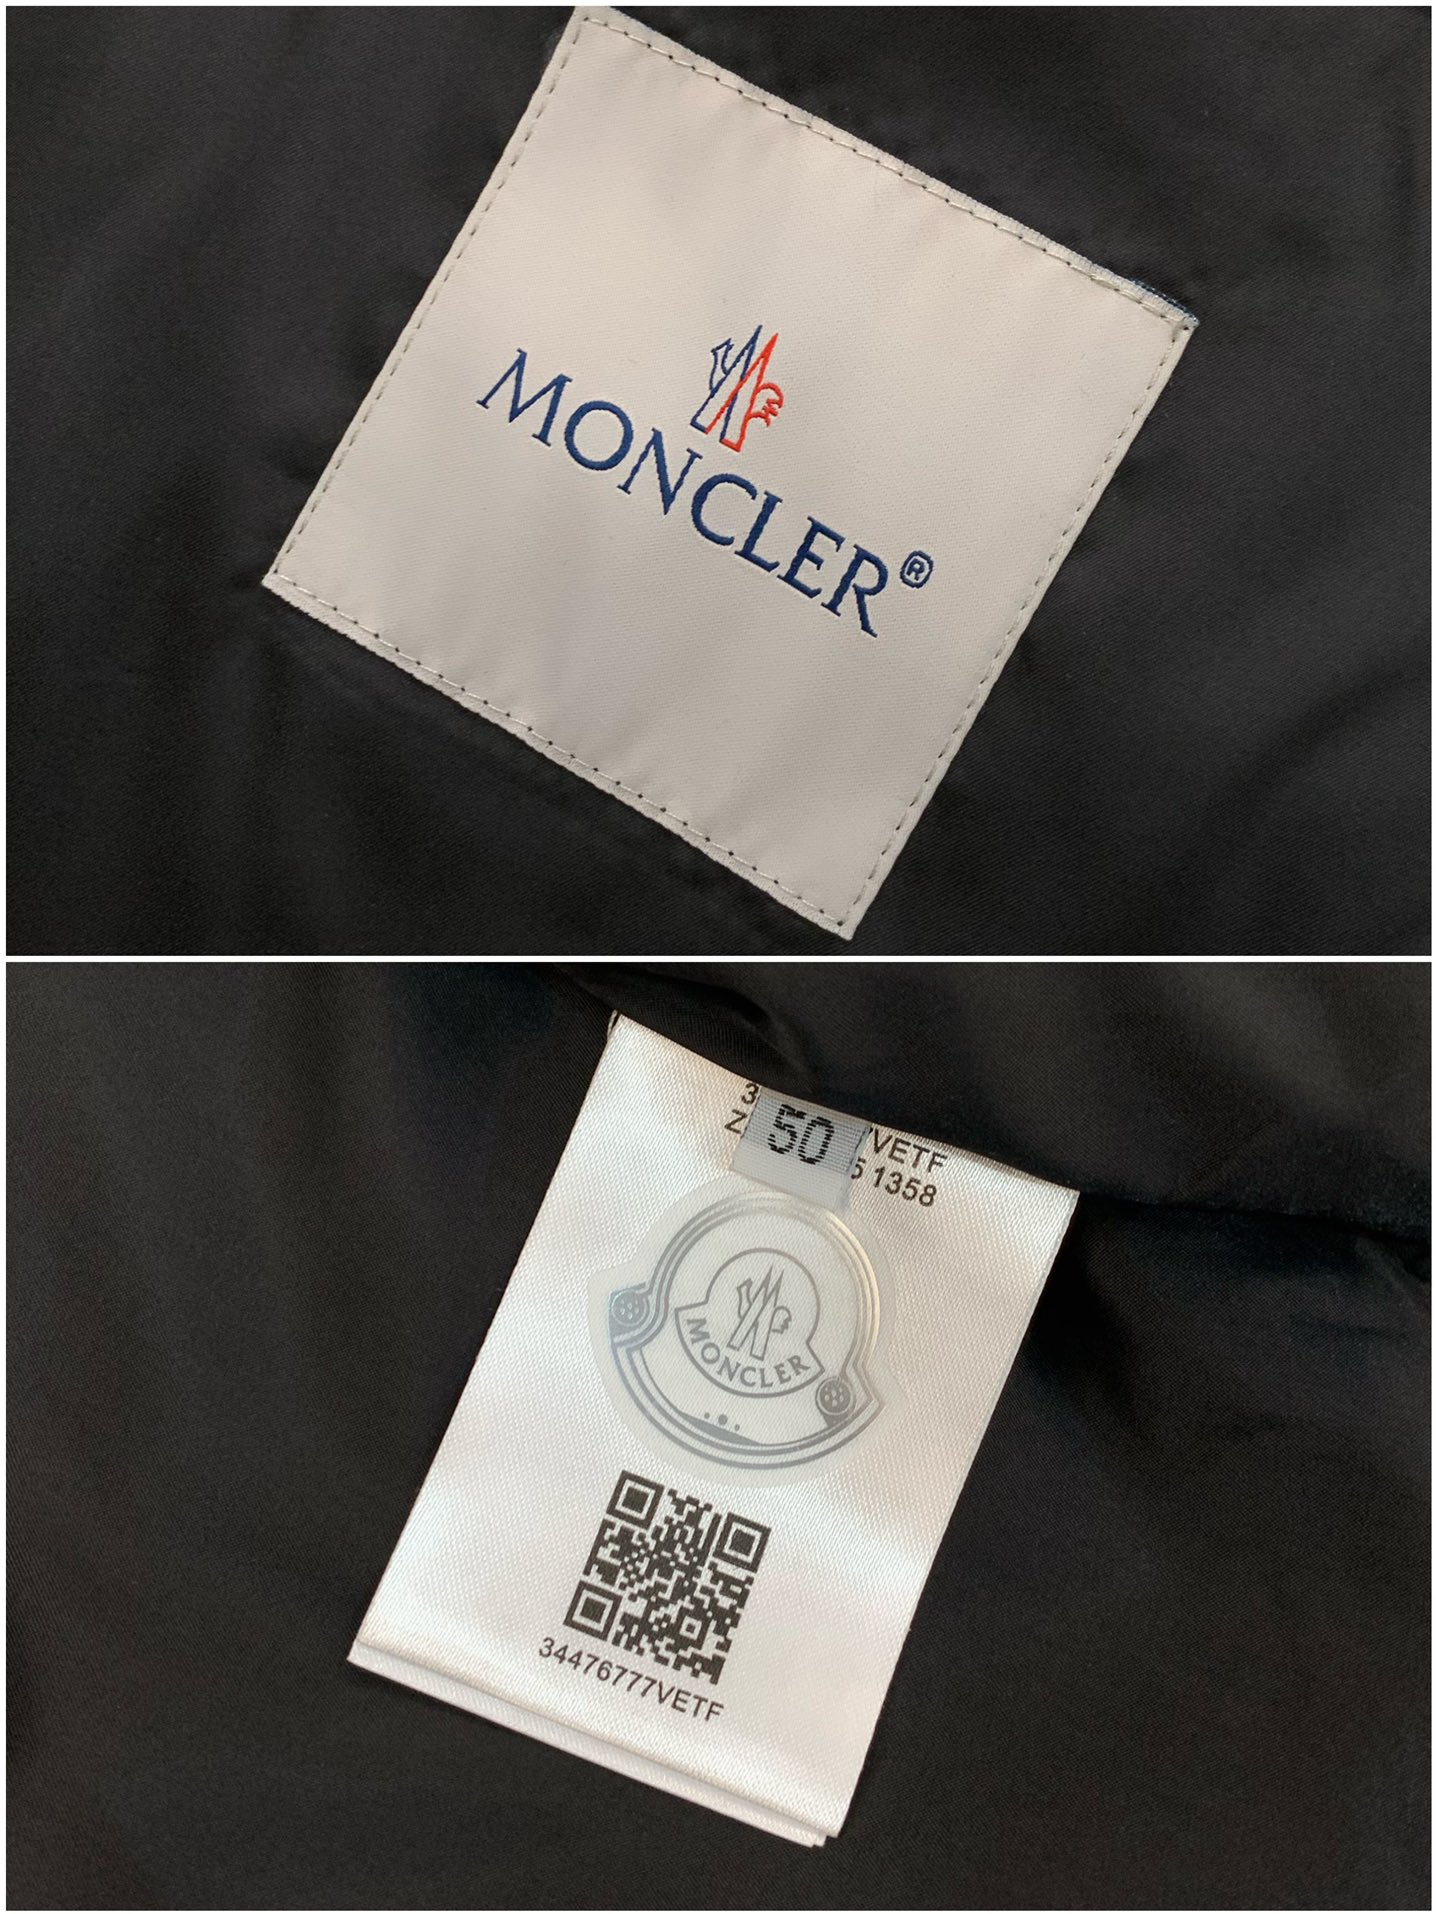 MONCLER®
3
50
Z
VETF
5 1358
MONCLER
34476777VETF